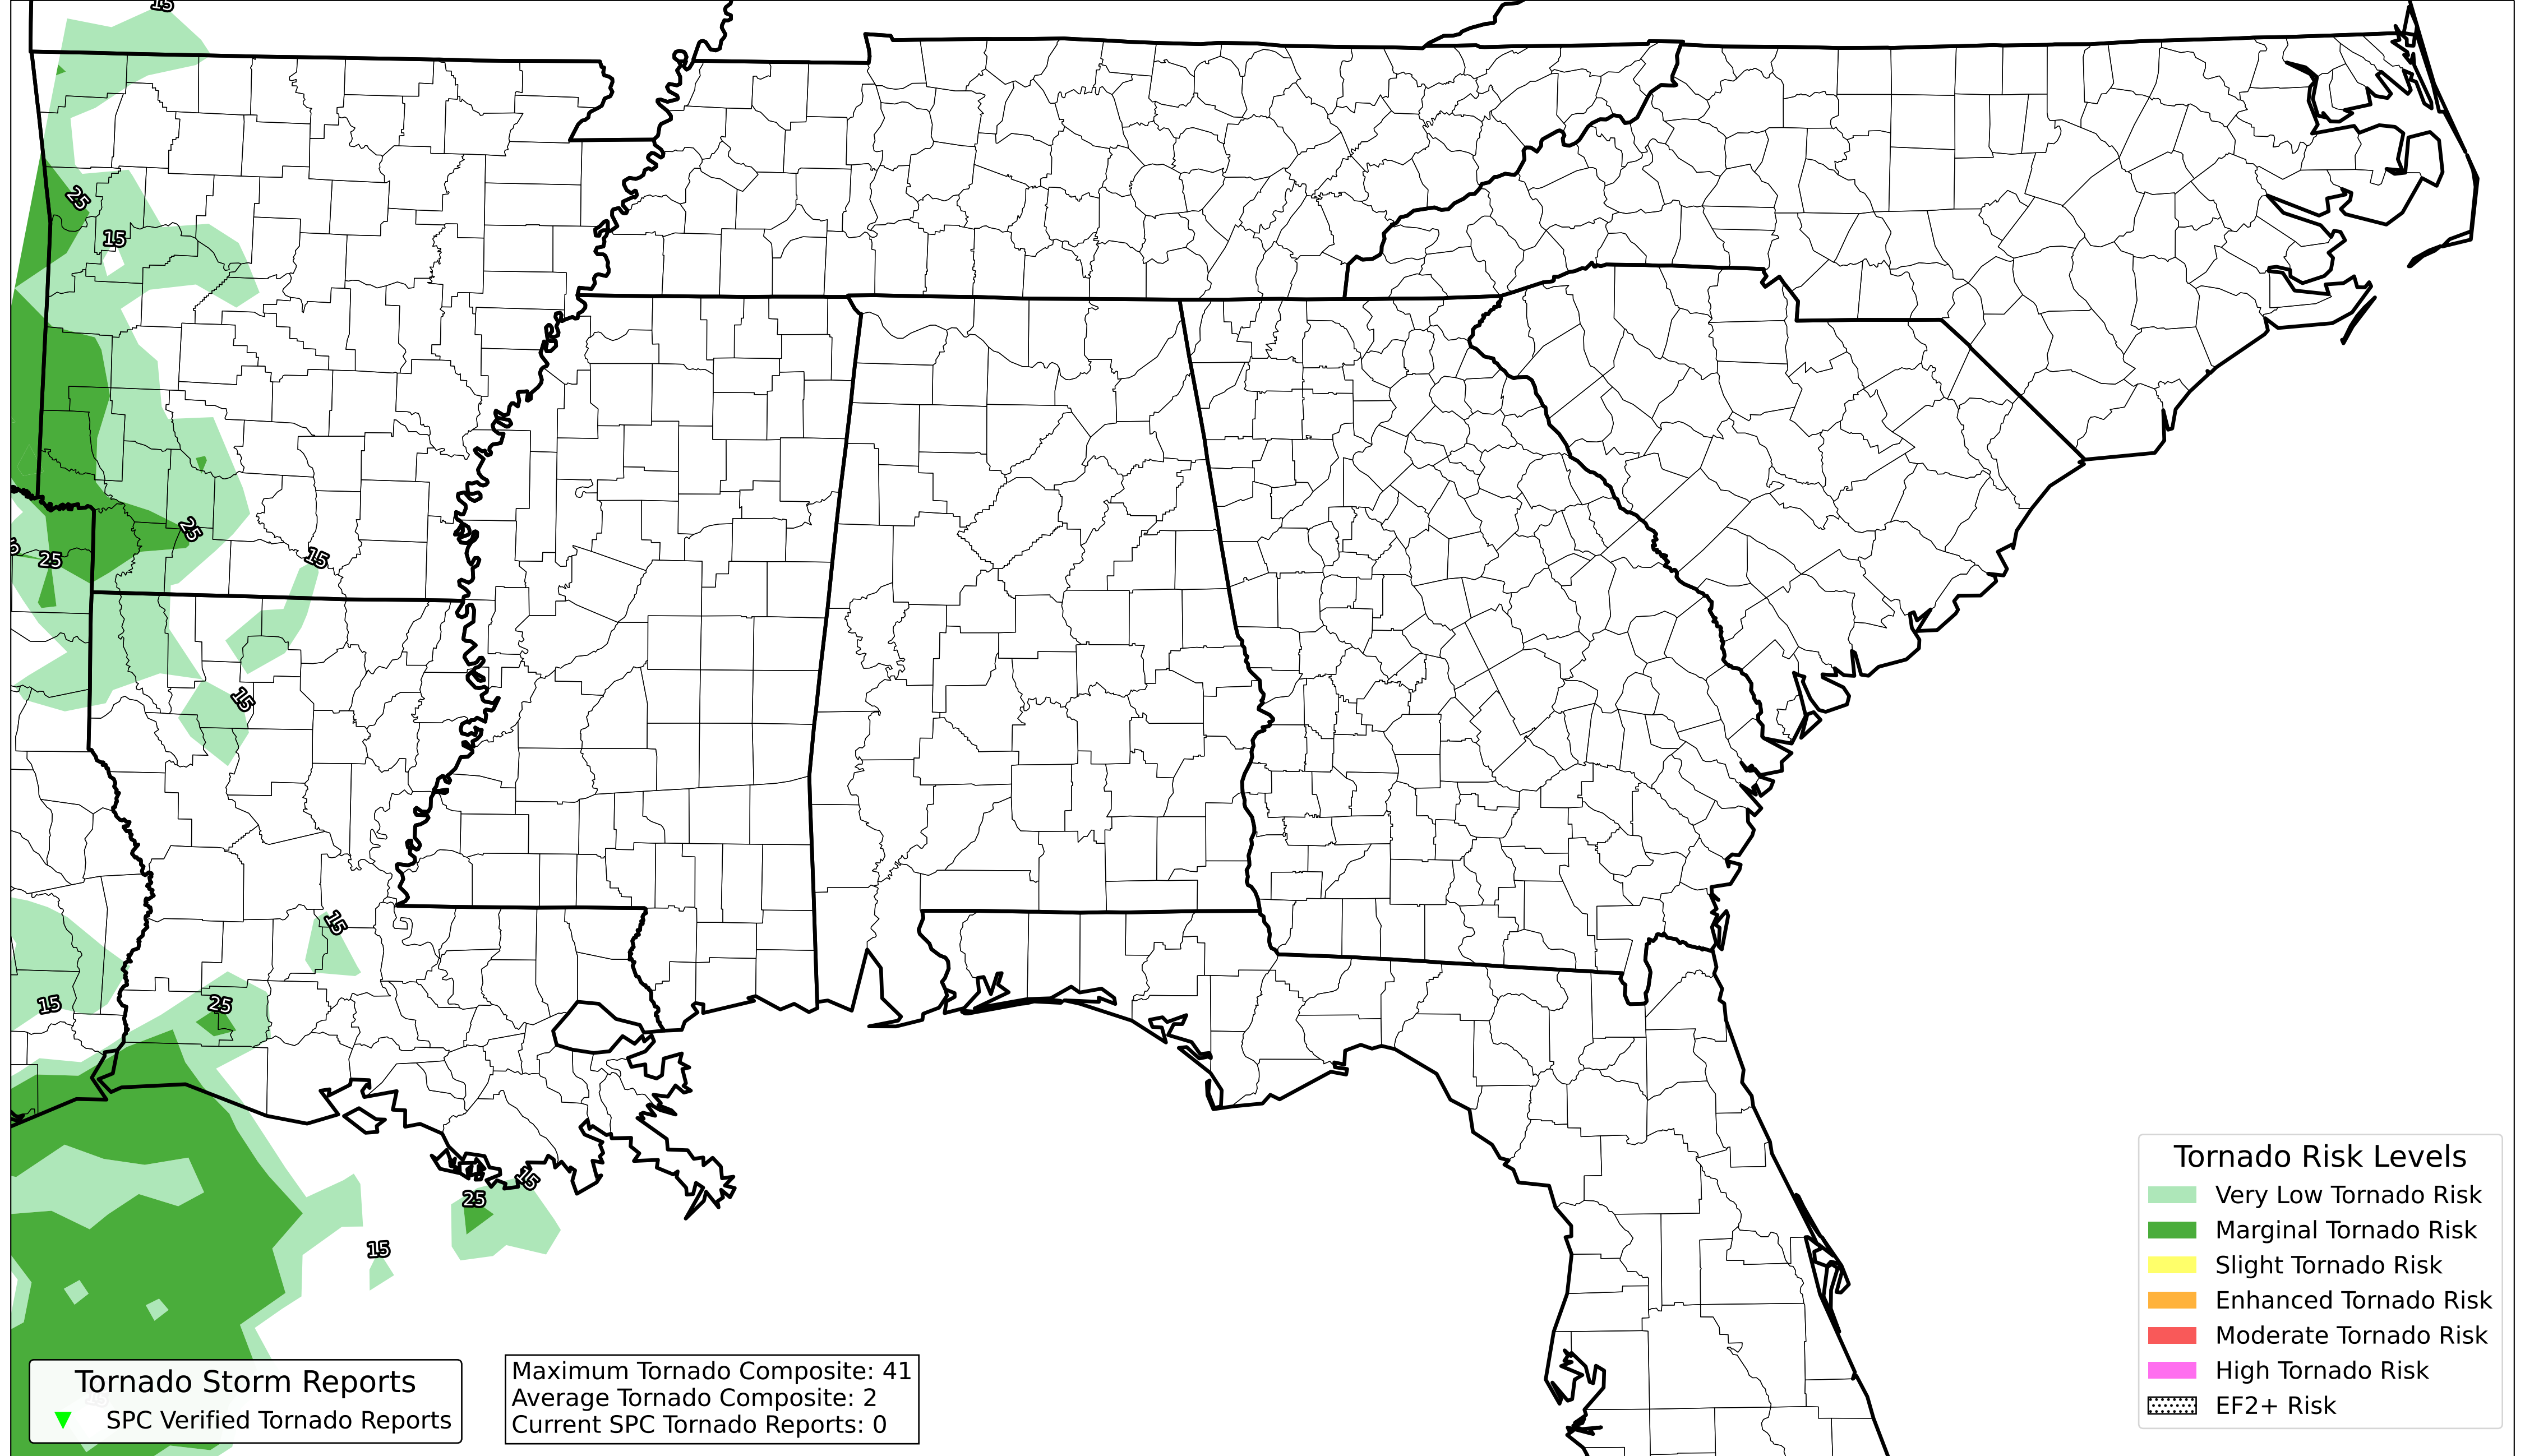 15
25
15
25
25
15
15
15
15
25
15
25
15
Tornado Storm Reports
SPC Verified Tornado Reports
Maximum Tornado Composite: 41
Average Tornado Composite: 2
Current SPC Tornado Reports: 0
Tornado Risk Levels
Very Low Tornado Risk
Marginal Tornado Risk
Slight Tornado Risk
Enhanced Tornado Risk
Moderate Tornado Risk
High Tornado Risk
EF2+ Risk